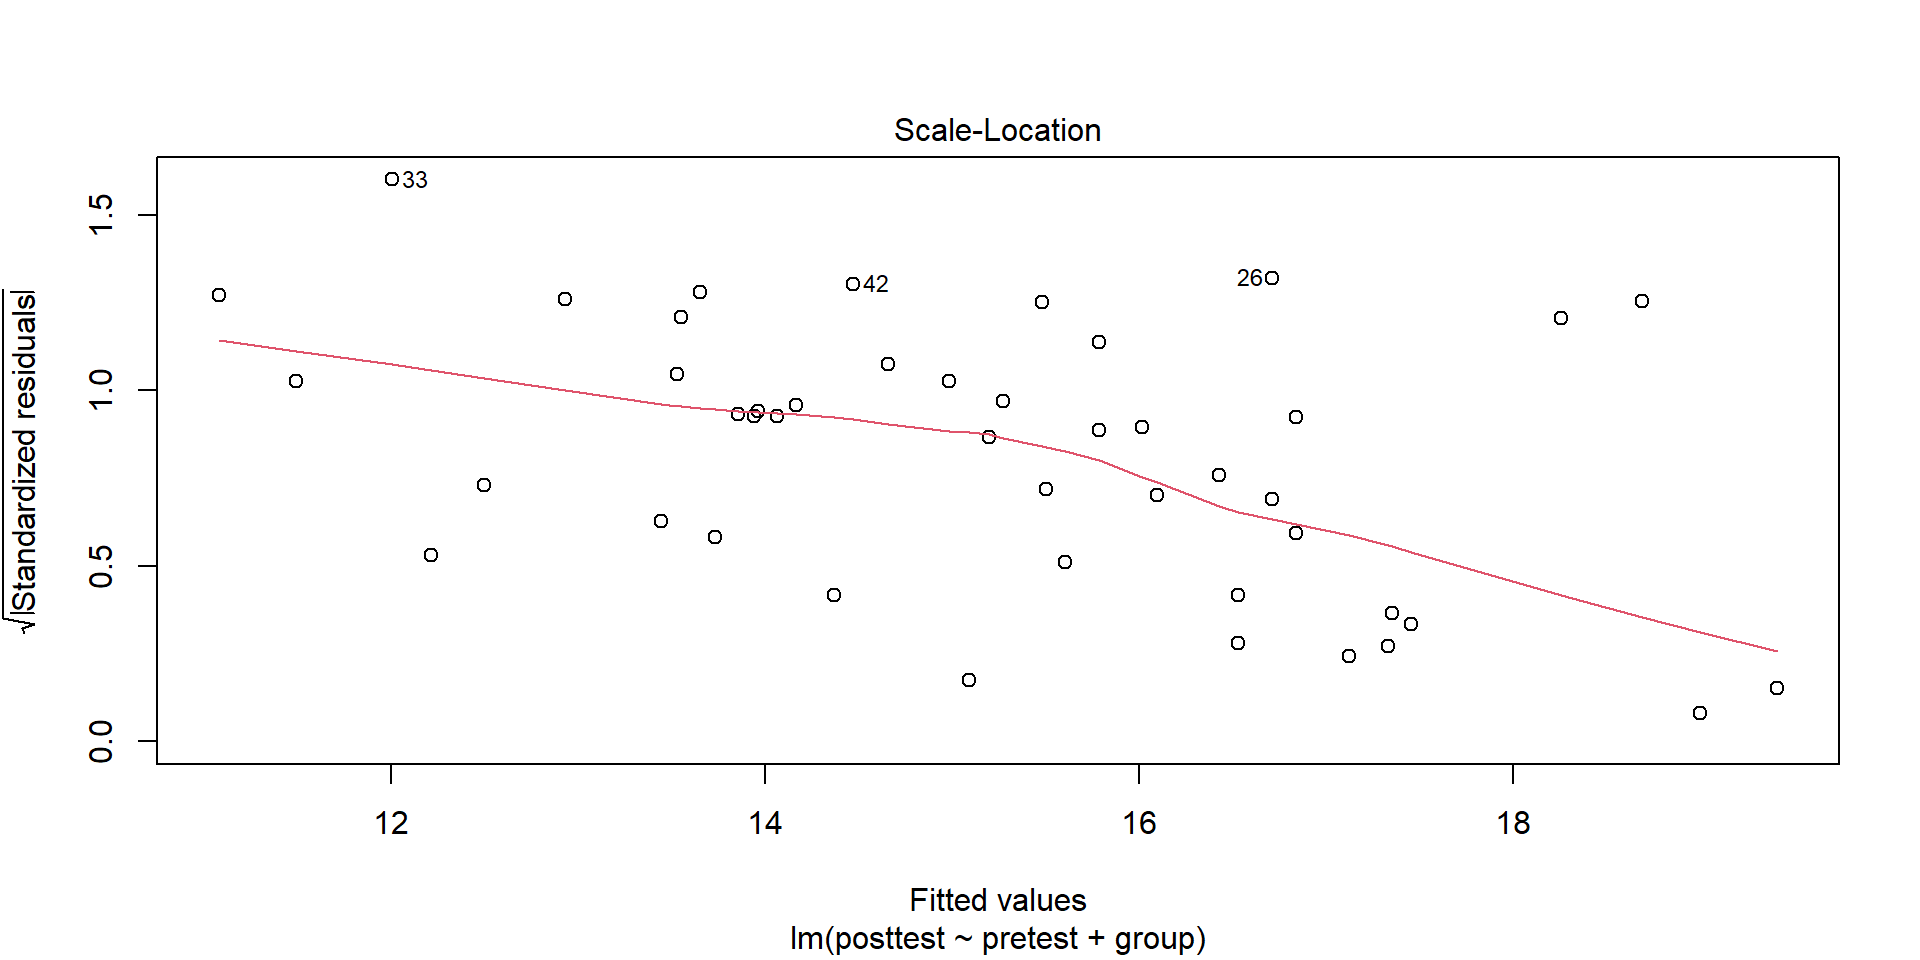 Scale-Location
√|Standardized residuals|
1.5
1.0
0.5
0.0
33
42
26
12
14
16
18
Fitted values
lm(posttest ~ pretest + group)